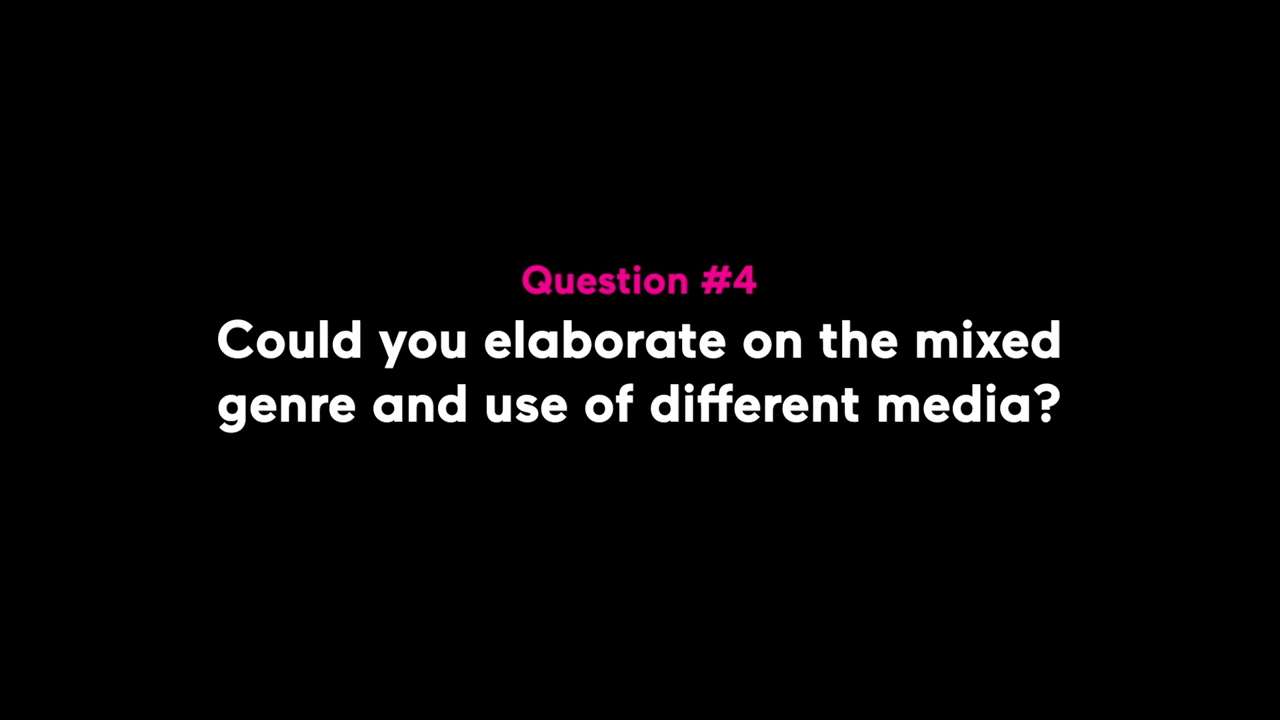 Question #4
Could you elaborate on the mixed
genre and use of different media?